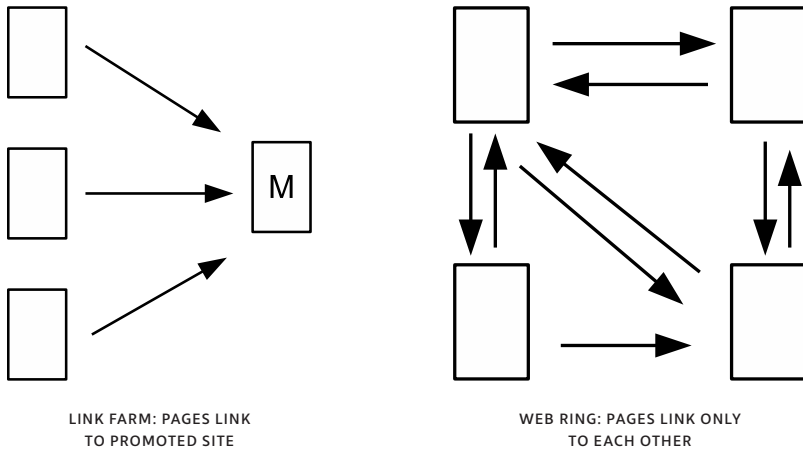 M
LINK FARM: PAGES LINK
TO PROMOTED SITE
WEB RING: PAGES LINK ONLY
TO EACH OTHER